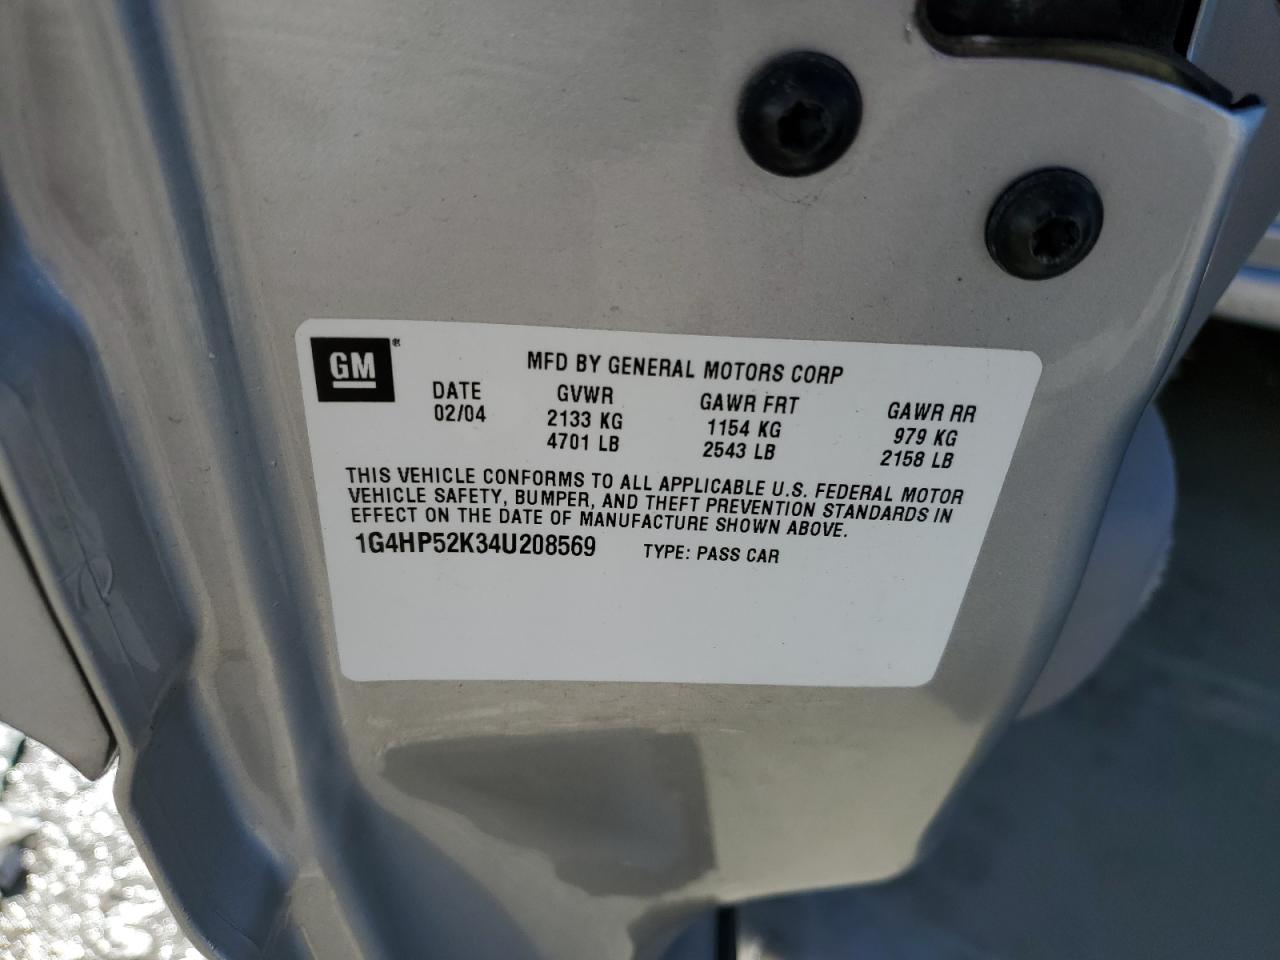 GM®
MFD BY GENERAL MOTORS CORP
DATE GVWR GAWR FRT GAWR RR
02/04 2133 KG 1154 KG 979 KG
4701 LB 2543 LB 2158 LB
THIS VEHICLE CONFORMS TO ALL APPLICABLE U.S. FEDERAL MOTOR
VEHICLE SAFETY, BUMPER, AND THEFT PREVENTION STANDARDS IN
EFFECT ON THE DATE OF MANUFACTURE SHOWN ABOVE.
1G4HP52K34U208569 TYPE: PASS CAR